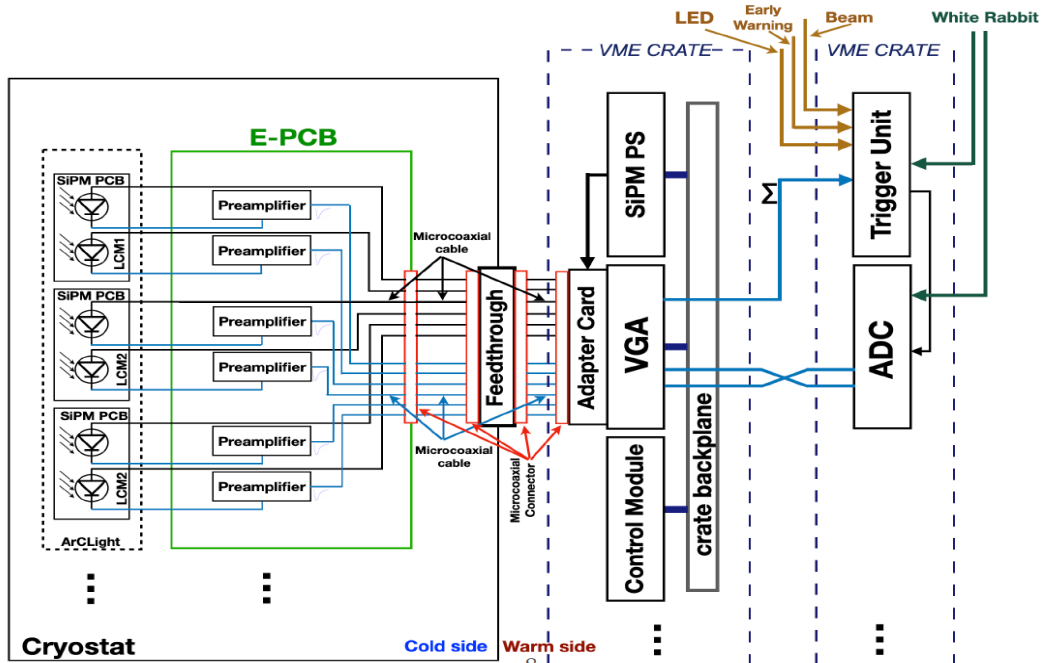 LED
Early
Warning
Beam
White Rabbit
VME CRATE
VME CRATE
E-PCB
SiPM PCB
LCM1
SiPM PCB
LCM2
SiPM PCB
LCM2
ArCLight
Preamplifier
Preamplifier
Preamplifier
Preamplifier
Preamplifier
Preamplifier
Microcoaxial
cable
Microcoaxial
cable
Feedthrough
Microcoaxial
Connector
Adapter Card
SiPM PS
VGA
Control Module
crate backplane
Σ
Trigger Unit
ADC
Cryostat
Cold side
Warm side